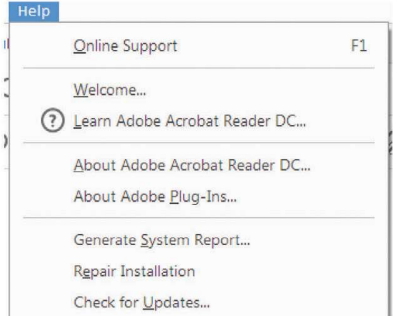 Help
Online Support F1
Welcome...
? Learn Adobe Acrobat Reader DC...
About Adobe Acrobat Reader DC...
About Adobe Plug-Ins...
Generate System Report...
Repair Installation
Check for Updates...